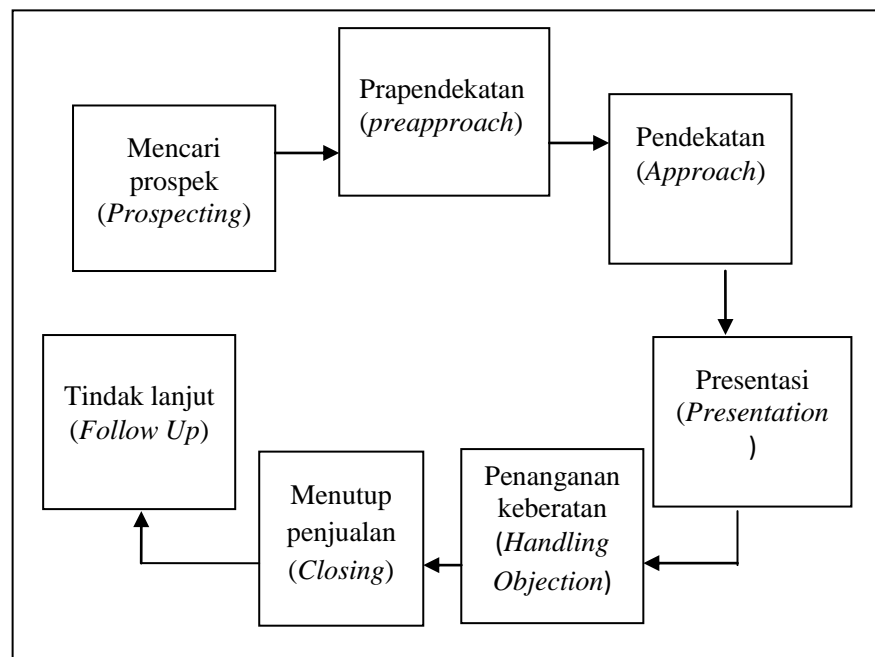 Mencari
prospek
(Prospecting)
Prapendekatan
(preapproach)
Pendekatan
(Approach)
Presentasi
(Presentation
)
Penanganan
keberatan
(Handling
Objection)
Menutup
penjualan
(Closing)
Tindak lanjut
(Follow Up)